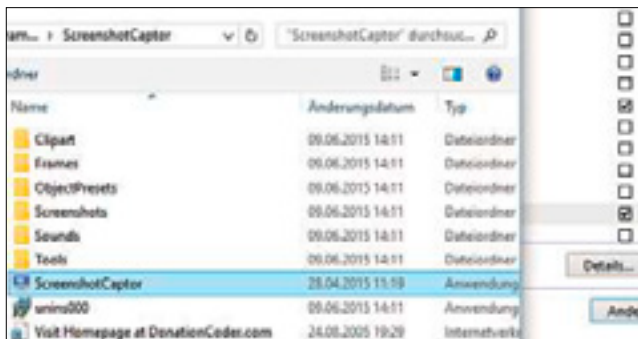 am... › ScreenshotCaptor
"ScreenshotCaptor" durchsuc...
rdner
Name Änderungsdatum Typ
Clipart 09.06.2015 14:11 Dateiordner
Frames 09.06.2015 14:11 Dateiordner
ObjectPresets 09.06.2015 14:11 Dateiordner
Screenshots 09.06.2015 14:11 Dateiordner
Sounds 09.06.2015 14:11 Dateiordner
Tools 09.06.2015 14:11 Dateiordner
ScreenshotCaptor 28.04.2015 11:19 Anwendung
unins000 09.06.2015 14:11 Anwendung
Visit Homepage at DonationCoder.com 24.08.2005 19:29 Internetverk
Details...
Ände